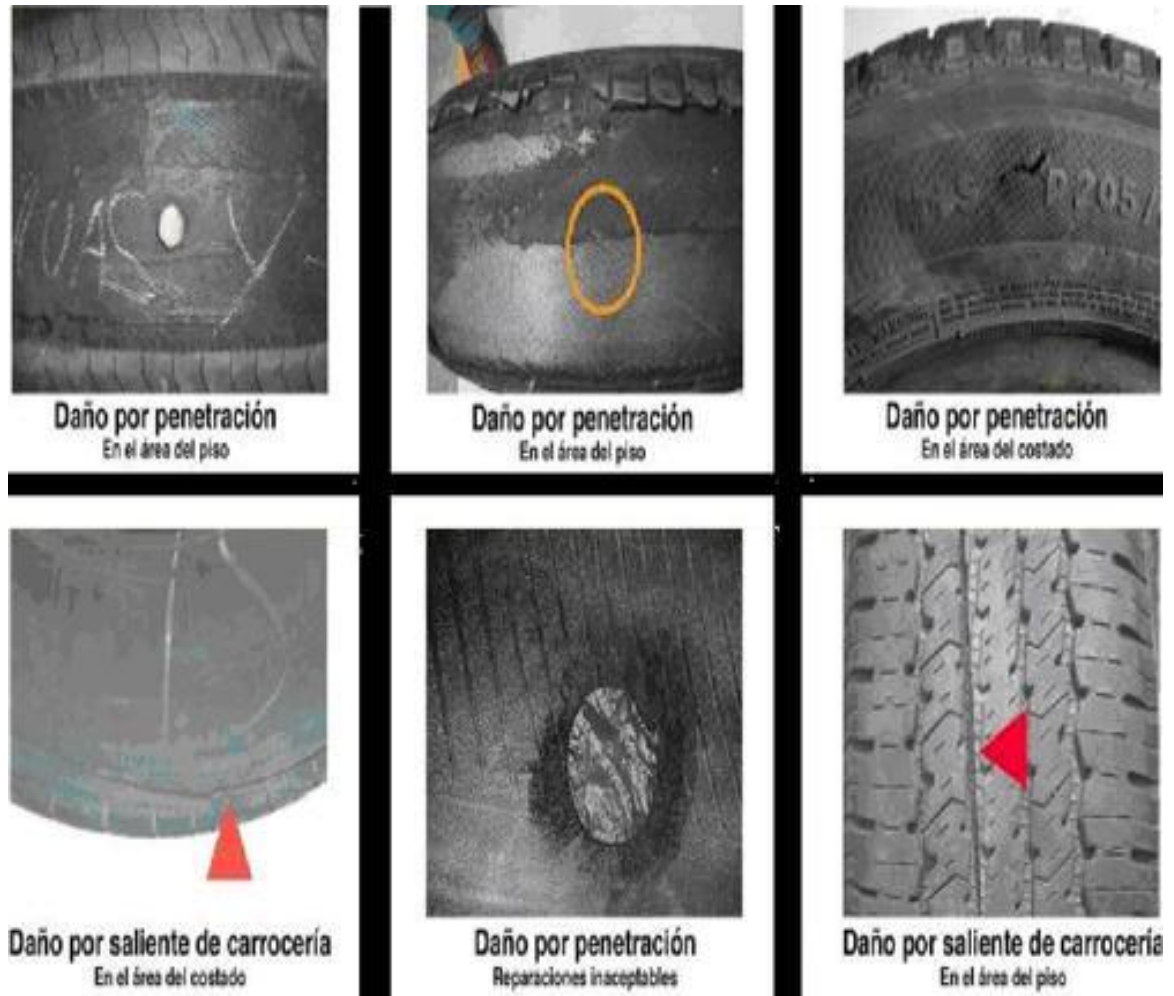 Daño por penetración
En el área del piso
Daño por penetración
En el área del piso
P 205/
Daño por penetración
En el área del costado
Daño por saliente de carrocería
En el área del costado
Daño por penetración
Reparaciones inaceptables
Daño por saliente de carrocería
En el área del piso